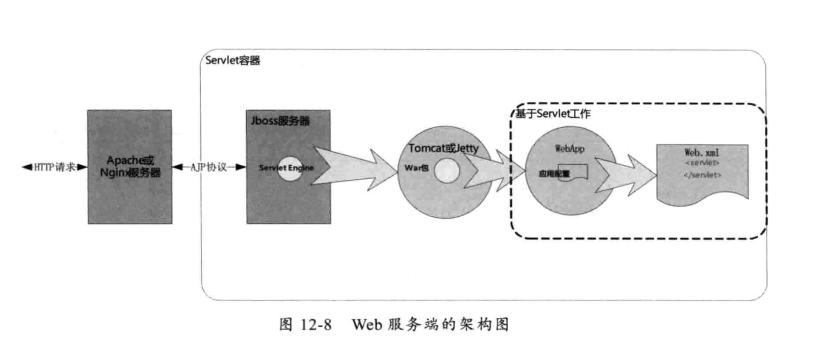 Servlet容器
基于Servlet工作
Jboss服务器
Apache或
Nginx服务器
HTTP请求
AJP协议
Servlet Engine
Tomcat或Jetty
War包
WebApp
应用配置
Web.xml
<servlet>
</servlet>
图 12-8 Web 服务端的架构图